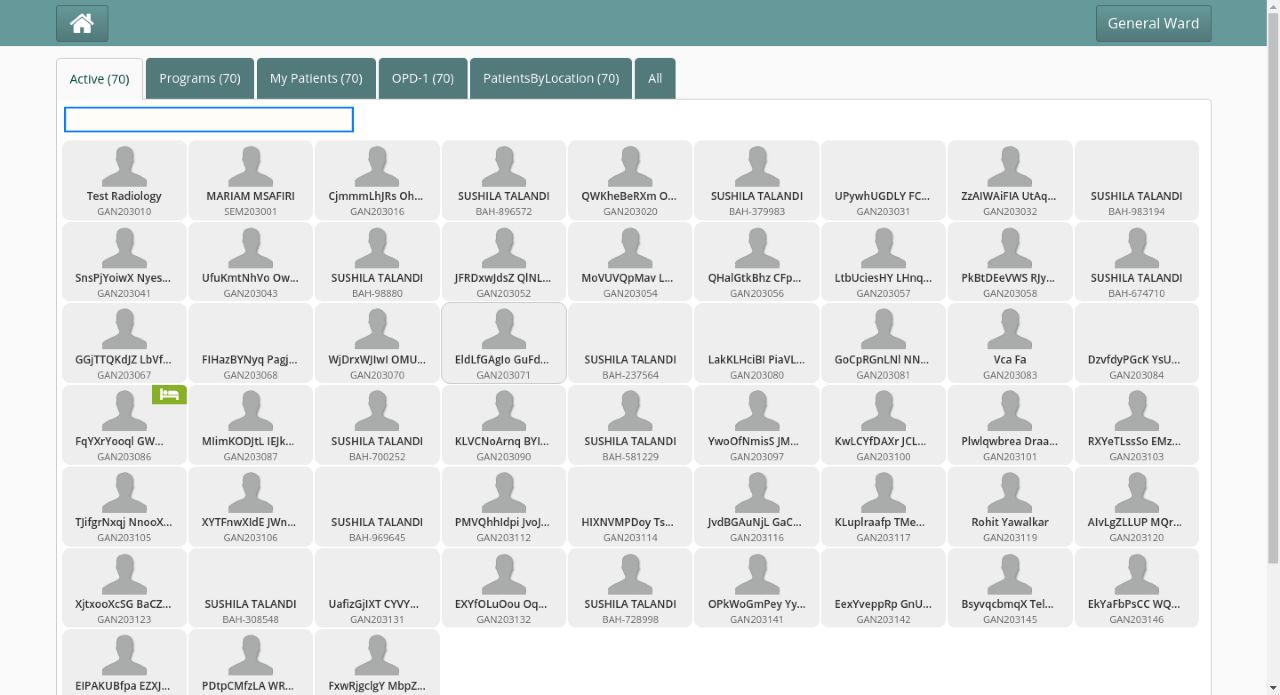 General Ward
Active (70) Programs (70) My Patients (70) OPD-1 (70) PatientsByLocation (70) All
Test Radiology MARIAM MSAFIRI CjmmmLhJRs Oh... SUSHILA TALANDI QWKheBeRXm O... SUSHILA TALANDI UPywhUGDLY FC... ZzAIWAiFIA UtAq... SUSHILA TALANDI
GAN203010 SEM203001 GAN203016 BAH-896572 GAN203020 BAH-379983 GAN203031 GAN203032 BAH-983194
SnsPjYoiwX Nyes... UfuKmtNhVo Ow... SUSHILA TALANDI JFRDxwJdsZ QlNL... MoVUVQpMav L... QHalGtkBhz CFp... LtbUciesHY LHnq... PkBtDEeVWS RJy... SUSHILA TALANDI
GAN203041 GAN203043 BAH-98880 GAN203052 GAN203054 GAN203056 GAN203057 GAN203058 BAH-674710
GGjTTQKdJZ LbVf... FIHazBYNyq Pagj... WjDrxWJIwI OMU... EldLfGAgIo GuFd... SUSHILA TALANDI LakKLHciBI PiaVL... GoCpRGnLNl NN... Vca Fa DzvfdyPGcK YsU...
GAN203067 GAN203068 GAN203070 GAN203071 BAH-237564 GAN203080 GAN203081 GAN203083 GAN203084
FqYXrYooql GW... MIimKODJtL IEJk... SUSHILA TALANDI KLVCNoArnq BYI... SUSHILA TALANDI YwoOfNmisS JM... KwLCYfDAXr JCL... Plwlqwbrea Draa... RXYeTLssSo EMz...
GAN203086 GAN203087 BAH-700252 GAN203090 BAH-581229 GAN203097 GAN203100 GAN203101 GAN203103
TJifgrNxqj NnooX... XYTFnwXIdE JWn... SUSHILA TALANDI PMVQhhIdpi JvoJ... HIXNVMPDoy Ts... JvdBGAuNjL GaC... KLuplraafp TMe... Rohit Yawalkar AIvLgZLLUP MQr...
GAN203105 GAN203106 BAH-969645 GAN203112 GAN203114 GAN203116 GAN203117 GAN203119 GAN203120
XjtxooXcSG BaCZ... SUSHILA TALANDI UafizGjIXT CYVY... EXYfOLuOou Oq... SUSHILA TALANDI OPkWoGmPey Yy... EexYveppRp GnU... BsyvqcbmqX Tel... EkYaFbPsCC WQ...
GAN203123 BAH-308548 GAN203131 GAN203132 BAH-728998 GAN203141 GAN203142 GAN203145 GAN203146
EIPAKUBfpa EZXJ... PDtpCMfzLA WR... FxwRjgclgY MbpZ...